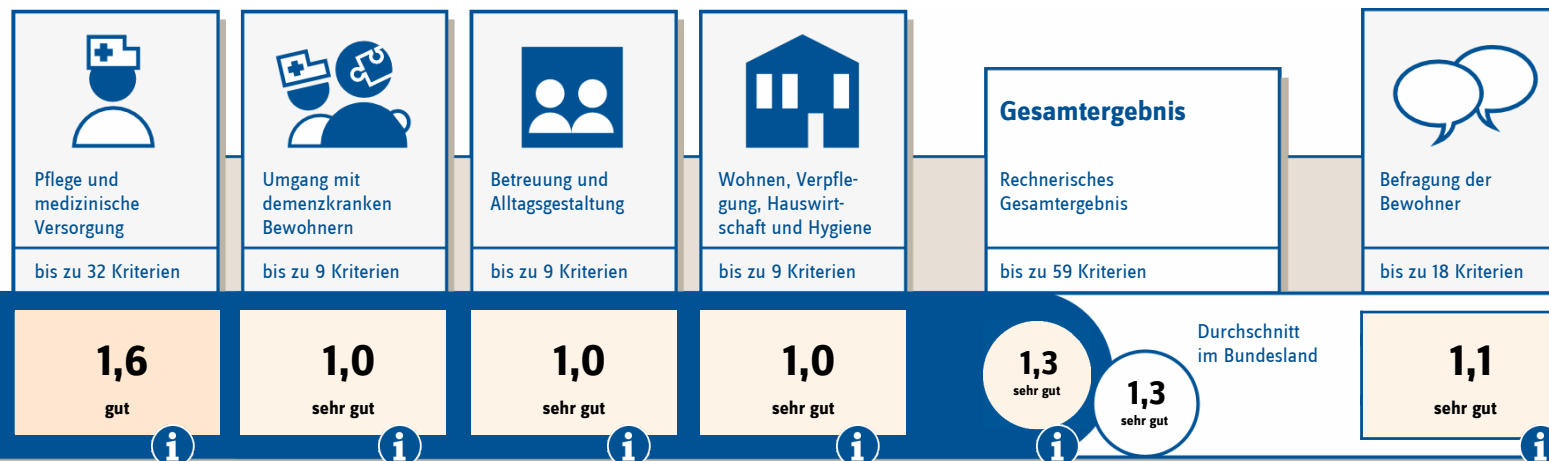 Pflege und
medizinische
Versorgung
bis zu 32 Kriterien
1,6
gut
Umgang mit
demenzkranken
Bewohnern
bis zu 9 Kriterien
1,0
sehr gut
Betreuung und
Alltagsgestaltung
bis zu 9 Kriterien
1,0
sehr gut
Wohnen, Verpfle-
gung, Hauswirt-
schaft und Hygiene
bis zu 9 Kriterien
1,0
sehr gut
Gesamtergebnis
Rechnerisches
Gesamtergebnis
bis zu 59 Kriterien
1,3
sehr gut
Durchschnitt
im Bundesland
1,3
sehr gut
Befragung der
Bewohner
bis zu 18 Kriterien
1,1
sehr gut